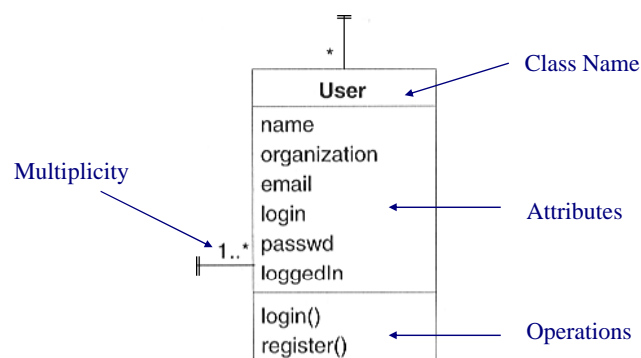 *
Class Name
User
name
organization
email
Multiplicity
login
Attributes
passwd
1..*
loggedIn
login()
register()
Operations